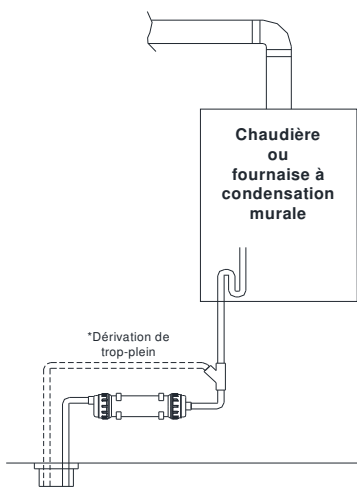 Chaudière
ou
fournaise à
condensation
murale
*Dérivation de
trop-plein